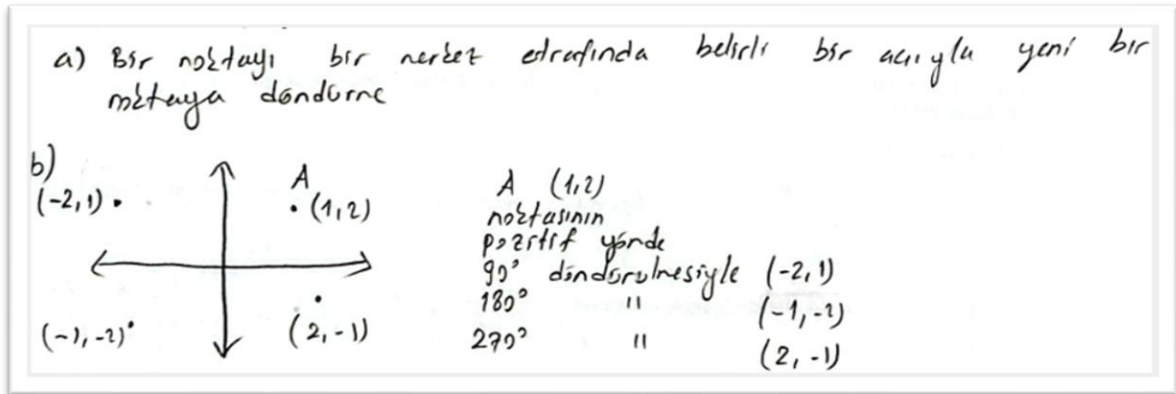 a) Bir noktayı bir merkez etrafında belirli bir açıyla yeni bir
noktaya döndürme
b)
(-2,1)
A
(1,2)
(-1,-2)
(2,-1)
A (1,2)
noktasının
pozitif yönde
90° döndürülmesiyle (-2,1)
180° " (-1,-2)
270° " (2,-1)